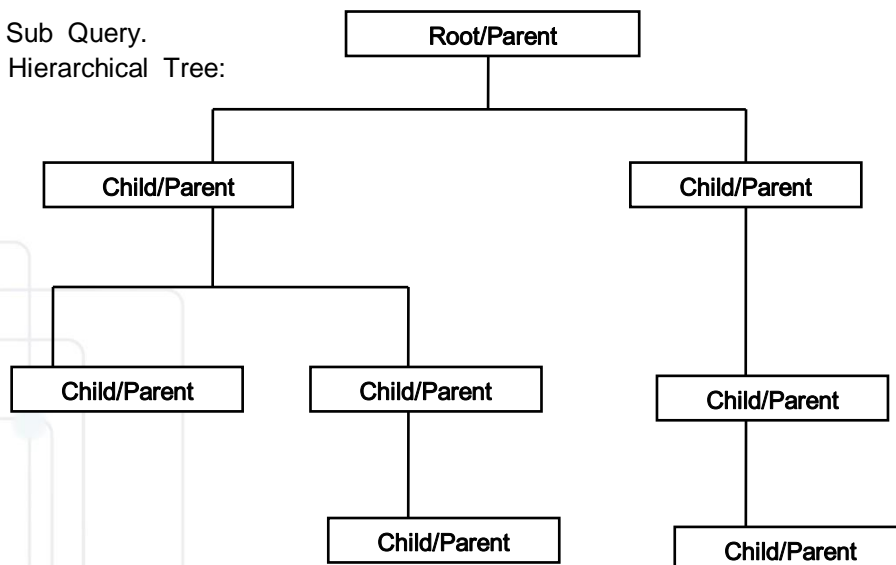 Sub Query.
Root/Parent
Hierarchical Tree:
Child/Parent
Child/Parent
Child/Parent
Child/Parent
Child/Parent
Child/Parent
Child/Parent